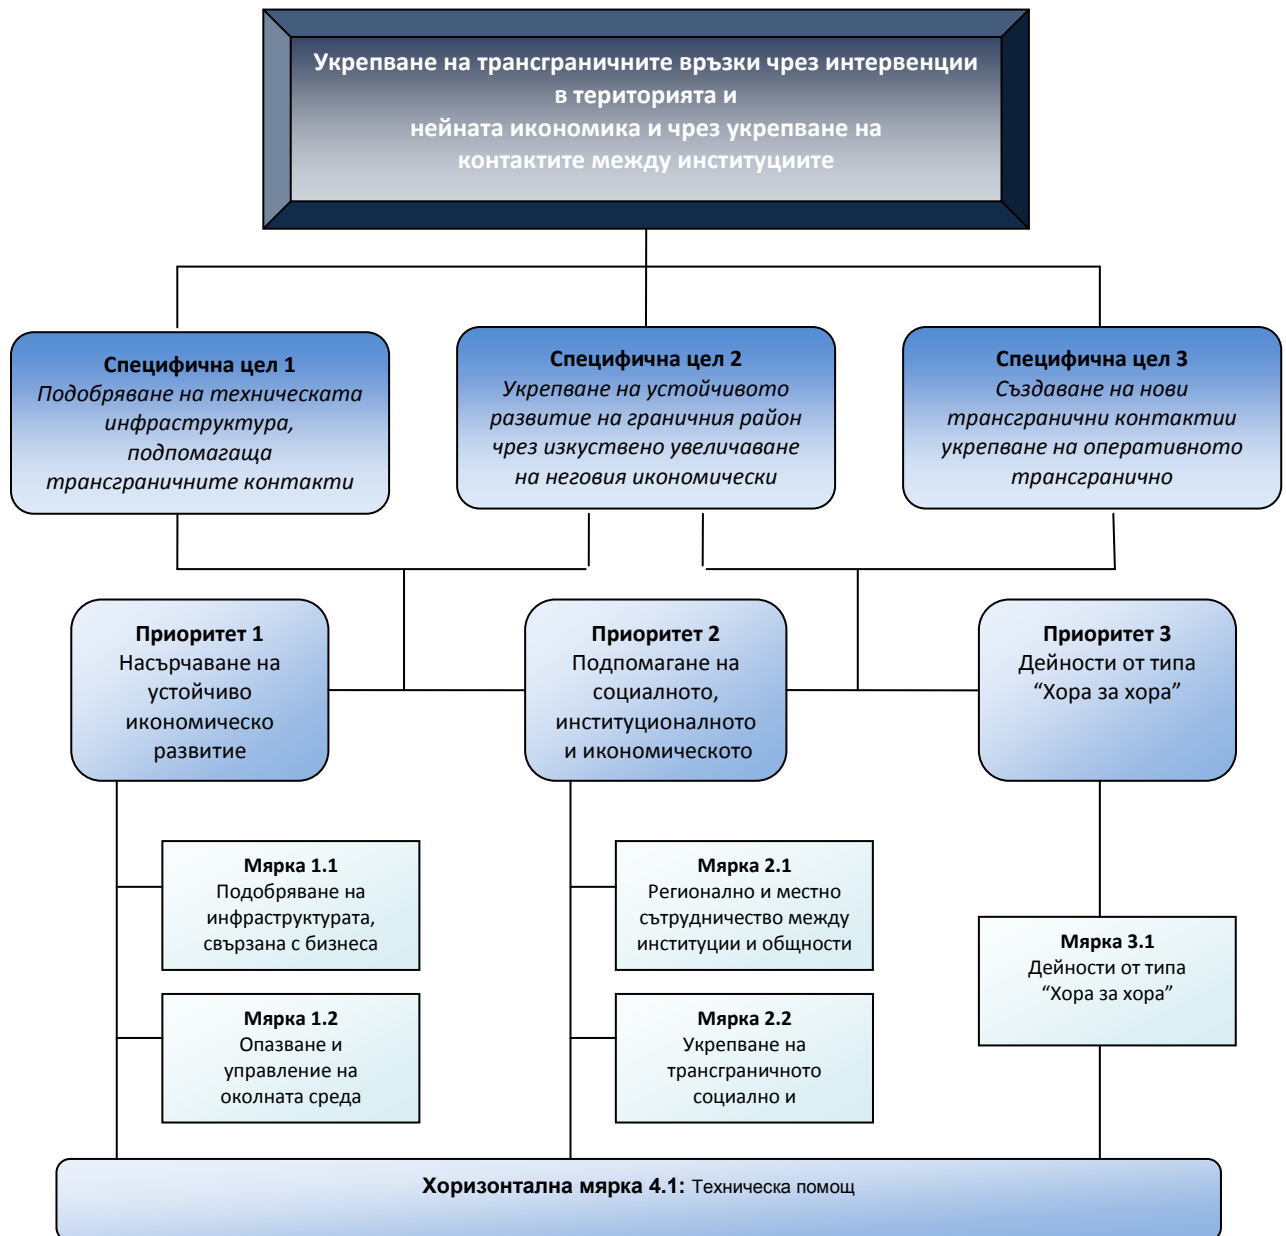 Укрепване на трансграничните връзки чрез интервенции
в територията и
нейната икономика и чрез укрепване на
контактите между институциите
Специфична цел 1
Подобряване на техническата
инфраструктура,
подпомагаща
трансграничните контакти
Специфична цел 2
Укрепване на устойчивото
развитие на граничния район
чрез изкуствено увеличаване
на неговия икономически
Специфична цел 3
Създаване на нови
трансгранични контактии
укрепване на оперативното
трансгранично
Приоритет 1
Насърчаване на
устойчиво
икономическо
развитие
Приоритет 2
Подпомагане на
социалното,
институционалното
и икономическото
Приоритет 3
Дейности от типа
“Хора за хора”
Мярка 1.1
Подобряване на
инфраструктурата,
свързана с бизнеса
Мярка 2.1
Регионално и местно
сътрудничество между
институции и общности
Мярка 3.1
Дейности от типа
“Хора за хора”
Мярка 1.2
Опазване и
управление на
околната среда
Мярка 2.2
Укрепване на
трансграничното
социално и
Хоризонтална мярка 4.1: Техническа помощ